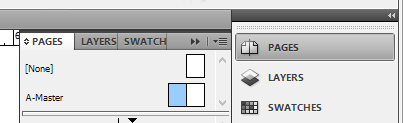 PAGES LAYERS SWATCH
[None]
A-Master
PAGES
LAYERS
SWATCHES